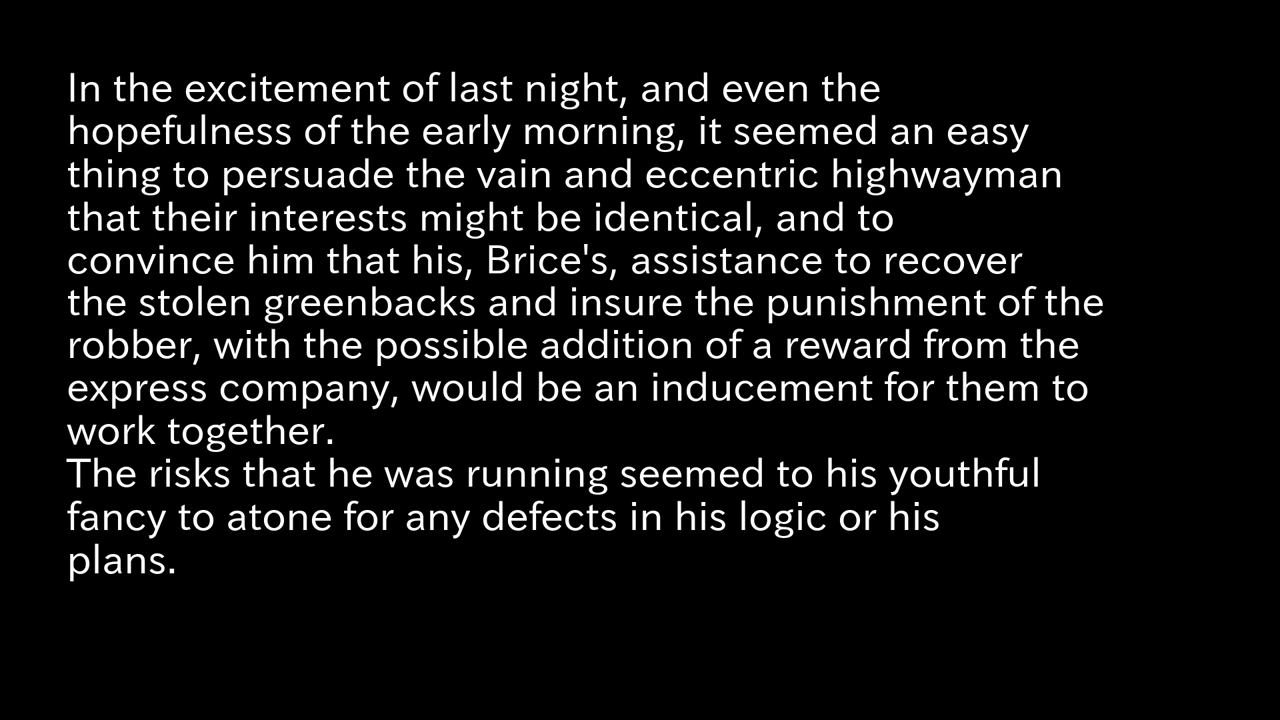 In the excitement of last night, and even the
hopefulness of the early morning, it seemed an easy
thing to persuade the vain and eccentric highwayman
that their interests might be identical, and to
convince him that his, Brice's, assistance to recover
the stolen greenbacks and insure the punishment of the
robber, with the possible addition of a reward from the
express company, would be an inducement for them to
work together.
The risks that he was running seemed to his youthful
fancy to atone for any defects in his logic or his
plans.